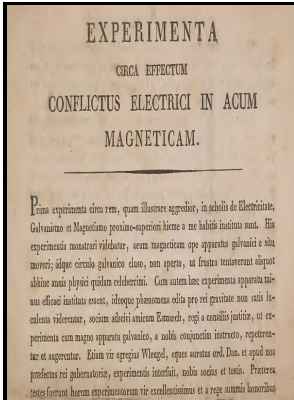 EXPERIMENTA
CIRCA EFFECTUM
CONFLICTUS ELECTRICI IN ACUM
MAGNETICAM.
Prima experimenta circa rem, quam illustrare aggredior, in scholis de Electricitate,
Galvanismo et Magnetismo proxime-superiori hieme a me habitis instituta sunt. His
experimentis monstrari videbatur, acum magneticam ope apparatus galvanici e situ
moveri; idque circulo galvanico cluso, non aperto, ut frustra tentaverunt aliquot
abhinc annis physici quidam celeberrimi. Cum autem hæc experimenta apparatu mi-
nus efficaci instituta essent, ideoque phænomena edita pro rei gravitate non satis lu-
culenta viderentur, socium adscivi amicum Esmarch, regi a consiliis justitiæ, ut ex-
perimenta cum magno apparatu galvanico, a nobis conjunctim instructo, repeteren-
tur et augerentur. Etiam vir egregius Wleugel, eques auratus ord. Dan. et apud nos
præfectus rei gubernatoriæ, experimentis interfuit, nobis socius et testis. Præterea
testes fuerunt horum experimentorum vir excellentissimus et a rege summis honoribus